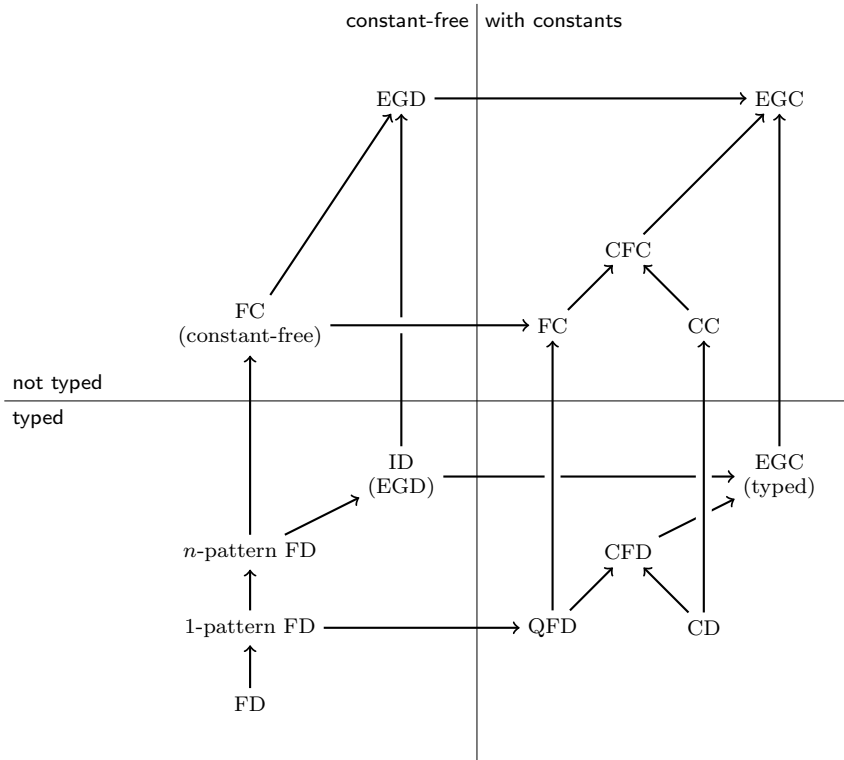 constant-free with constants
EGD EGC
CFC
FC
(constant-free) FC CC
not typed
typed
ID
(EGD) EGC
(typed)
n-pattern FD CFD
1-pattern FD QFD CD
FD